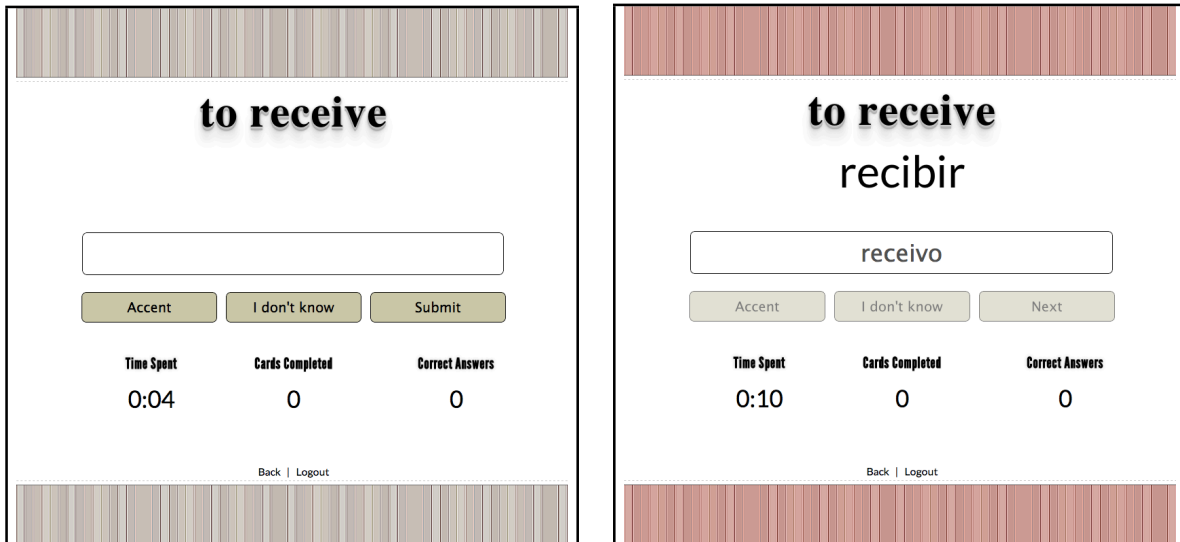 to receive
Accent I don't know Submit
Time Spent Cards Completed Correct Answers
0:04 0 0
Back | Logout
to receive
recibir
receivo
Accent I don't know Next
Time Spent Cards Completed Correct Answers
0:10 0 0
Back | Logout